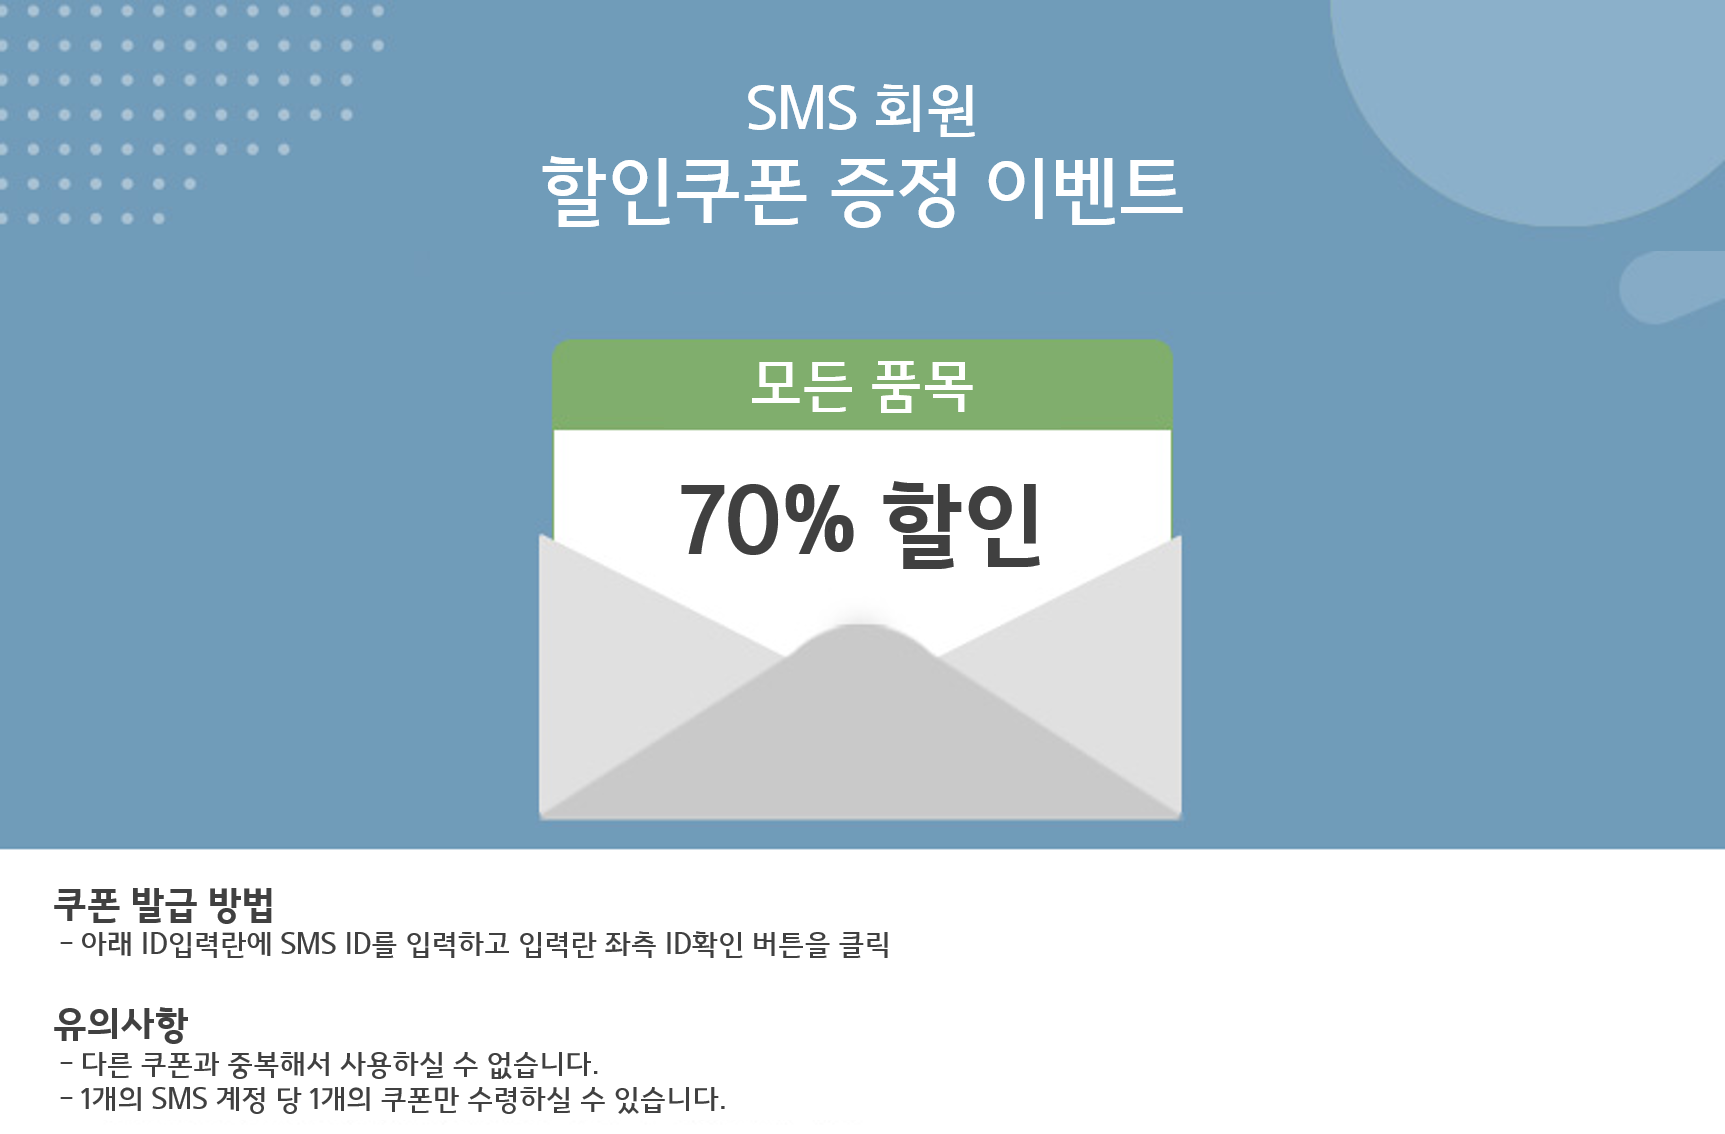 SMS 회원
할인쿠폰 증정 이벤트
모든 품목
70% 할인
쿠폰 발급 방법
- 아래 ID입력란에 SMS ID를 입력하고 입력란 좌측 ID확인 버튼을 클릭
유의사항
- 다른 쿠폰과 중복해서 사용하실 수 없습니다.
- 1개의 SMS 계정 당 1개의 쿠폰만 수령하실 수 있습니다.